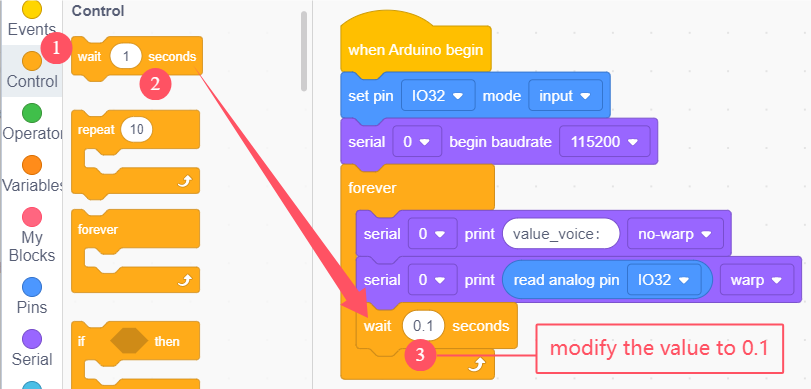 Events
Control
Operator
Variables
My
Blocks
Pins
Serial
Control
1
wait 1 seconds
2
repeat 10
forever
if then
when Arduino begin
set pin IO32 mode input
serial 0 begin baudrate 115200
forever
serial 0 print value_voice: no-warp
serial 0 print read analog pin IO32 warp
wait 0.1 seconds
3
modify the value to 0.1